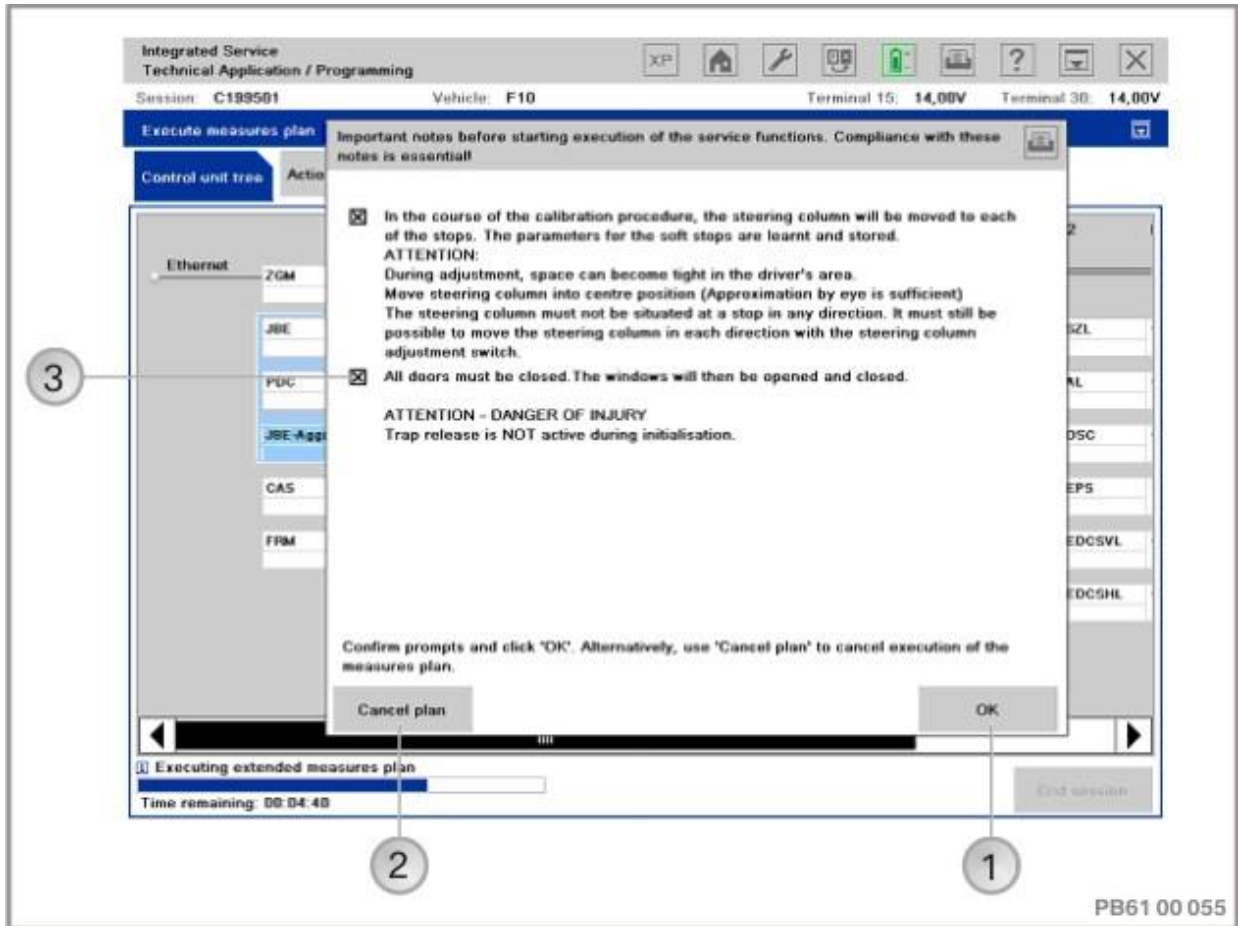 Integrated Service
Technical Application / Programming
XP
?
Session: C199501
Vehicle: F10
Terminal 15: 14,00V
Terminal 30: 14,00V
Execute measures plan
Control unit tree
Actio
Important notes before starting execution of the service functions. Compliance with these
notes is essential!
In the course of the calibration procedure, the steering column will be moved to each
of the stops. The parameters for the soft stops are learnt and stored.
ATTENTION:
During adjustment, space can become tight in the driver's area.
Move steering column into centre position (Approximation by eye is sufficient)
The steering column must not be situated at a stop in any direction. It must still be
possible to move the steering column in each direction with the steering column
adjustment switch.
All doors must be closed.The windows will then be opened and closed.
ATTENTION - DANGER OF INJURY
Trap release is NOT active during initialisation.
Confirm prompts and click 'OK'. Alternatively, use 'Cancel plan' to cancel execution of the
measures plan.
Cancel plan
OK
Ethernet
ZGM
JBE
PDC
JBE-Aggi
CAS
FRM
2
SZL
AL
DSC
EPS
EDCSVL
EDCSHL
Executing extended measures plan
Time remaining: 00:04:40
End session
3
2
1
PB61 00 055